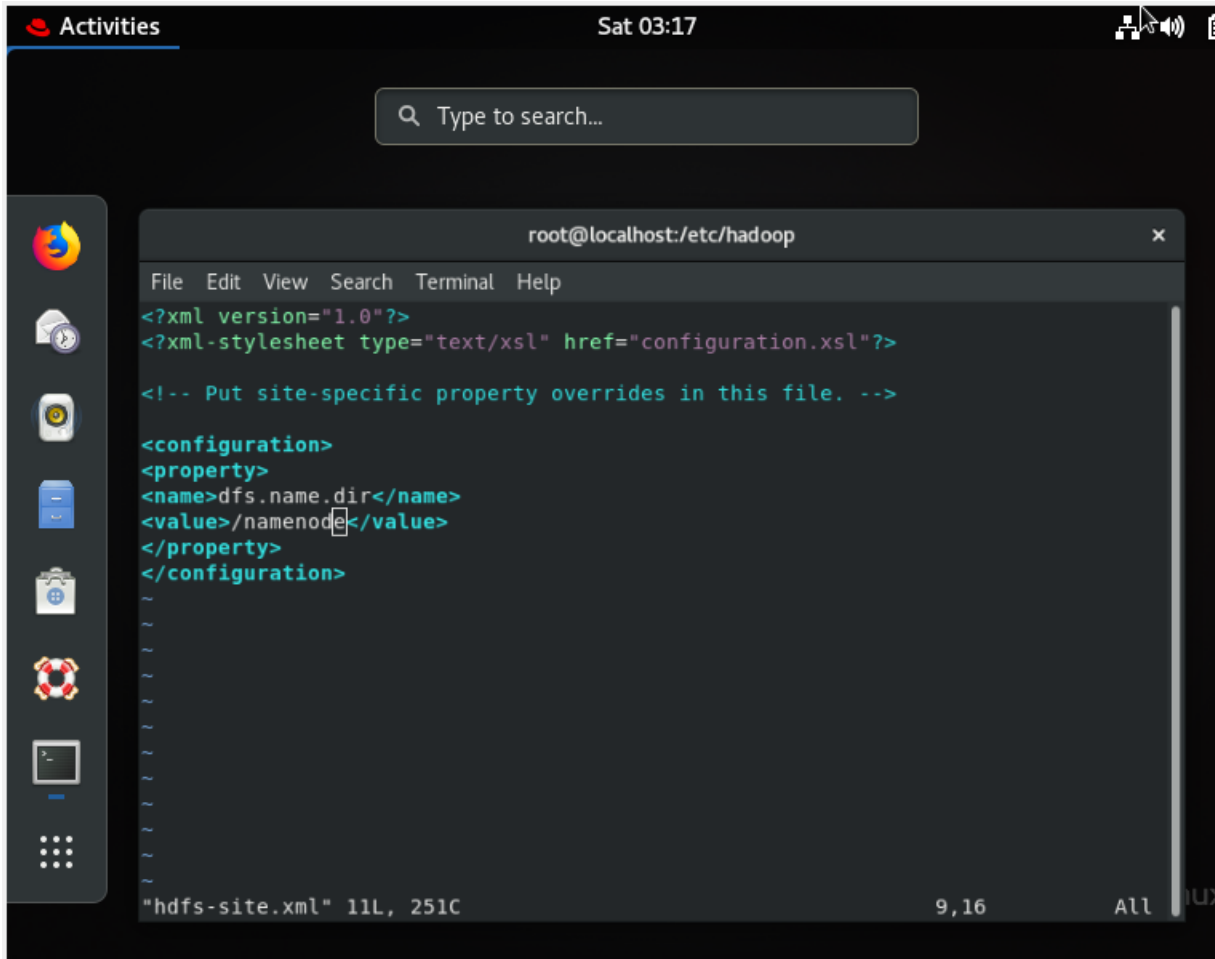 Activities
Sat 03:17
Type to search...
root@localhost:/etc/hadoop
File Edit View Search Terminal Help
<?xml version="1.0"?>
<?xml-stylesheet type="text/xsl" href="configuration.xsl"?>
<!-- Put site-specific property overrides in this file. -->
<configuration>
<property>
<name>dfs.name.dir</name>
<value>/namenode</value>
</property>
</configuration>
~
~
~
~
~
~
~
~
~
~
~
~
"hdfs-site.xml" 11L, 251C 9,16 All